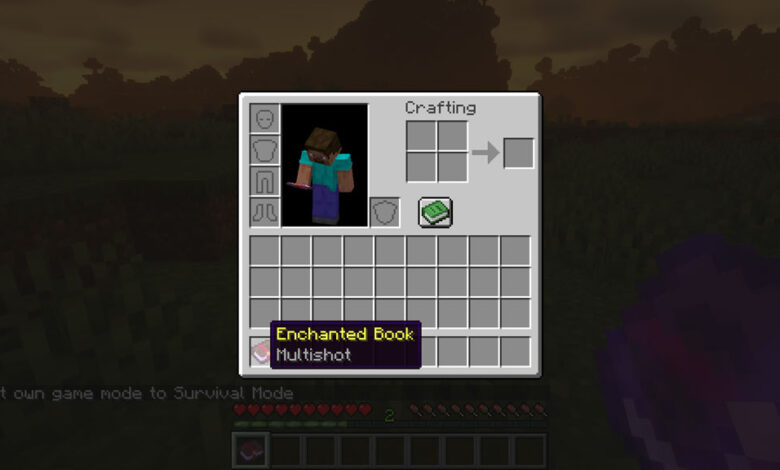 Crafting
Enchanted Book
Multishot
t own game mode to Survival Mode
2